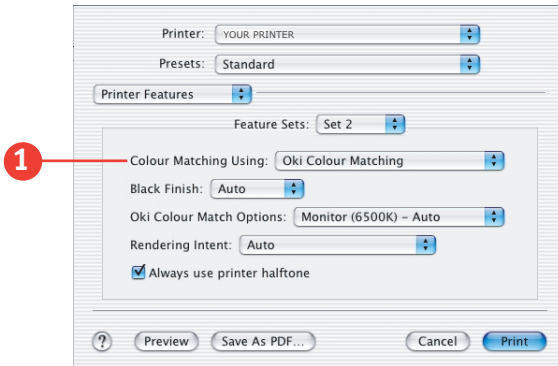 Printer: YOUR PRINTER
Presets: Standard
Printer Features
Feature Sets: Set 2
1 Colour Matching Using: Oki Colour Matching
Black Finish: Auto
Oki Colour Match Options: Monitor (6500K) – Auto
Rendering Intent: Auto
Always use printer halftone
? Preview Save As PDF... Cancel Print